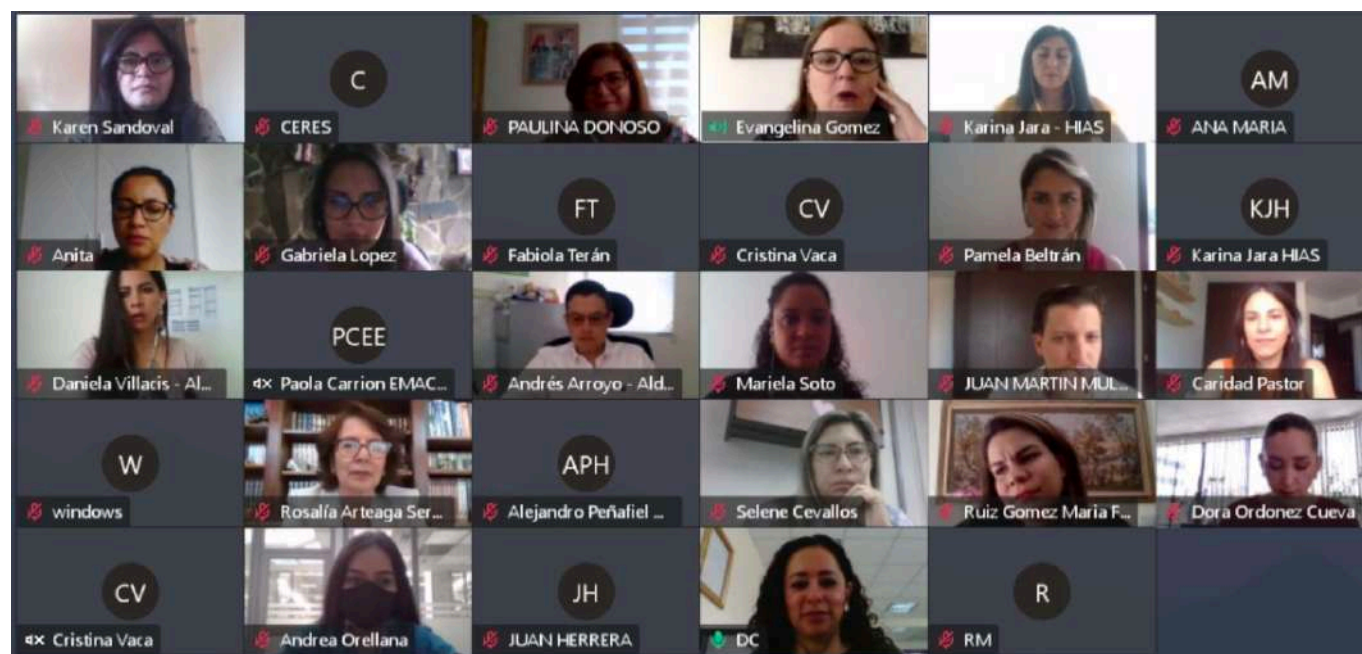 Karen Sandoval
C
CERES
PAULINA DONOSO
Evangelina Gomez
Karina Jara - HIAS
AM
ANA MARIA
Anita
Gabriela Lopez
FT
Fabiola Terán
CV
Cristina Vaca
Pamela Beltrán
KJH
Karina Jara HIAS
Daniela Villacis - Al...
PCEE
Paola Carrion EMAC...
Andrés Arroyo - Ald...
Mariela Soto
JUAN MARTIN MUL...
Caridad Pastor
W
windows
Rosalía Arteaga Ser...
APH
Alejandro Peñafiel ...
Selene Cevallos
Ruiz Gomez Maria F...
Dora Ordonez Cueva
CV
Cristina Vaca
Andrea Orellana
JH
JUAN HERRERA
DC
R
RM